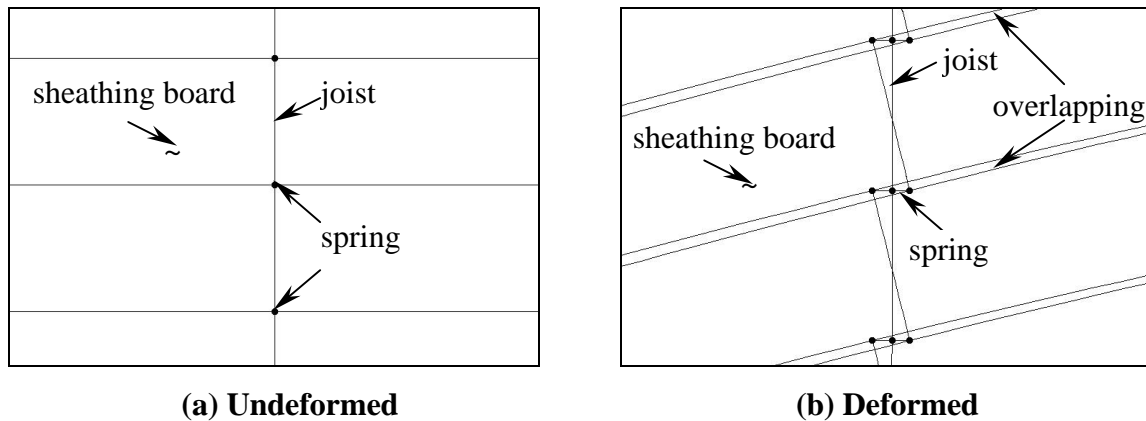 sheathing board
~
joist
spring
(a) Undeformed
joist
overlapping
sheathing board
~
spring
(b) Deformed